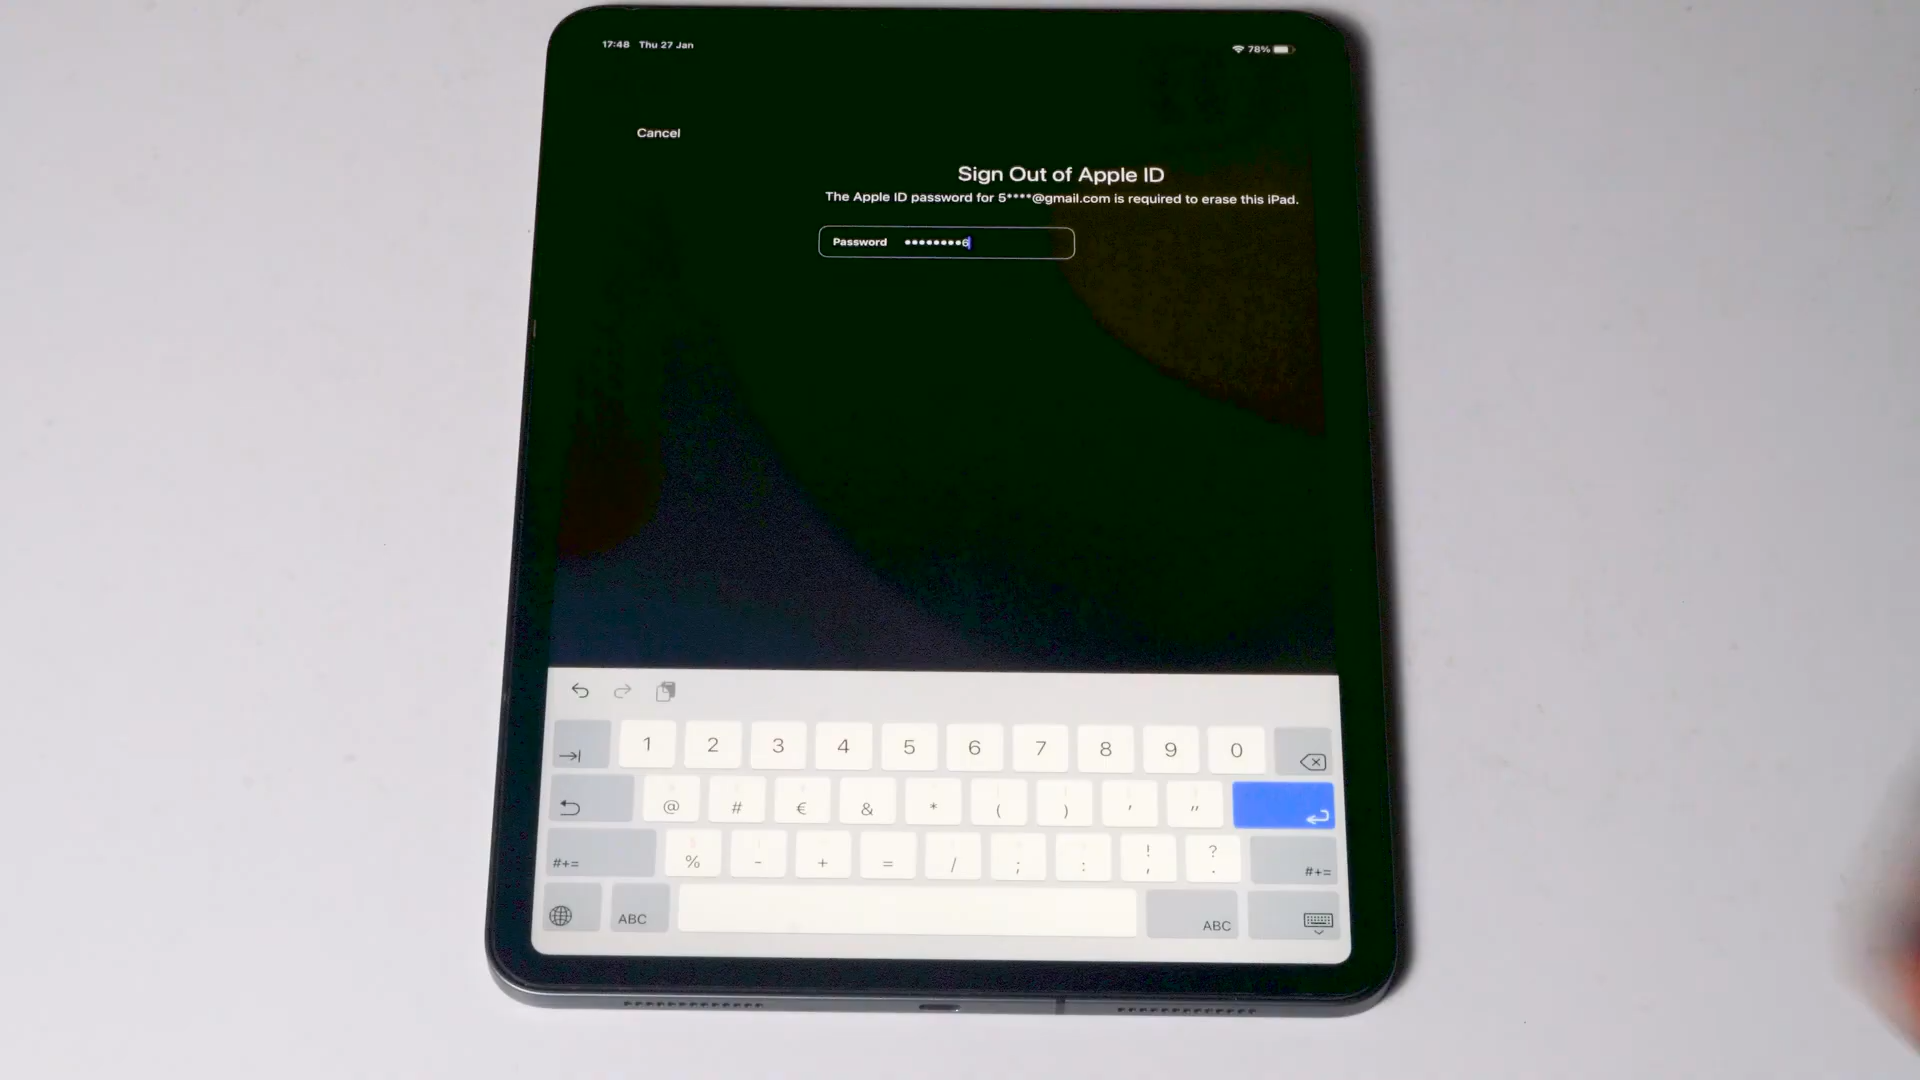 17:48 Thu 27 Jan
78%
Cancel
Sign Out of Apple ID
The Apple ID password for 5****@gmail.com is required to erase this iPad.
Password ••••••••6
1 2 3 4 5 6 7 8 9 0
@ # € & * ( ) ' "
#+= % - + = / ; : ! , ? . #+=
ABC ABC